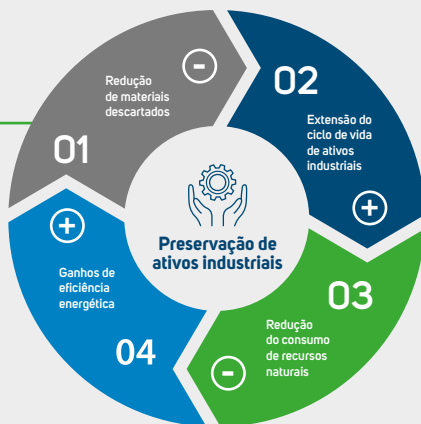 01
Redução
de materiais
descartados
-
02
Extensão do
ciclo de vida
de ativos
industriais
+
03
Redução
do consumo
de recursos
naturais
-
04
Ganhos de
eficiência
energética
+
Preservação de
ativos industriais